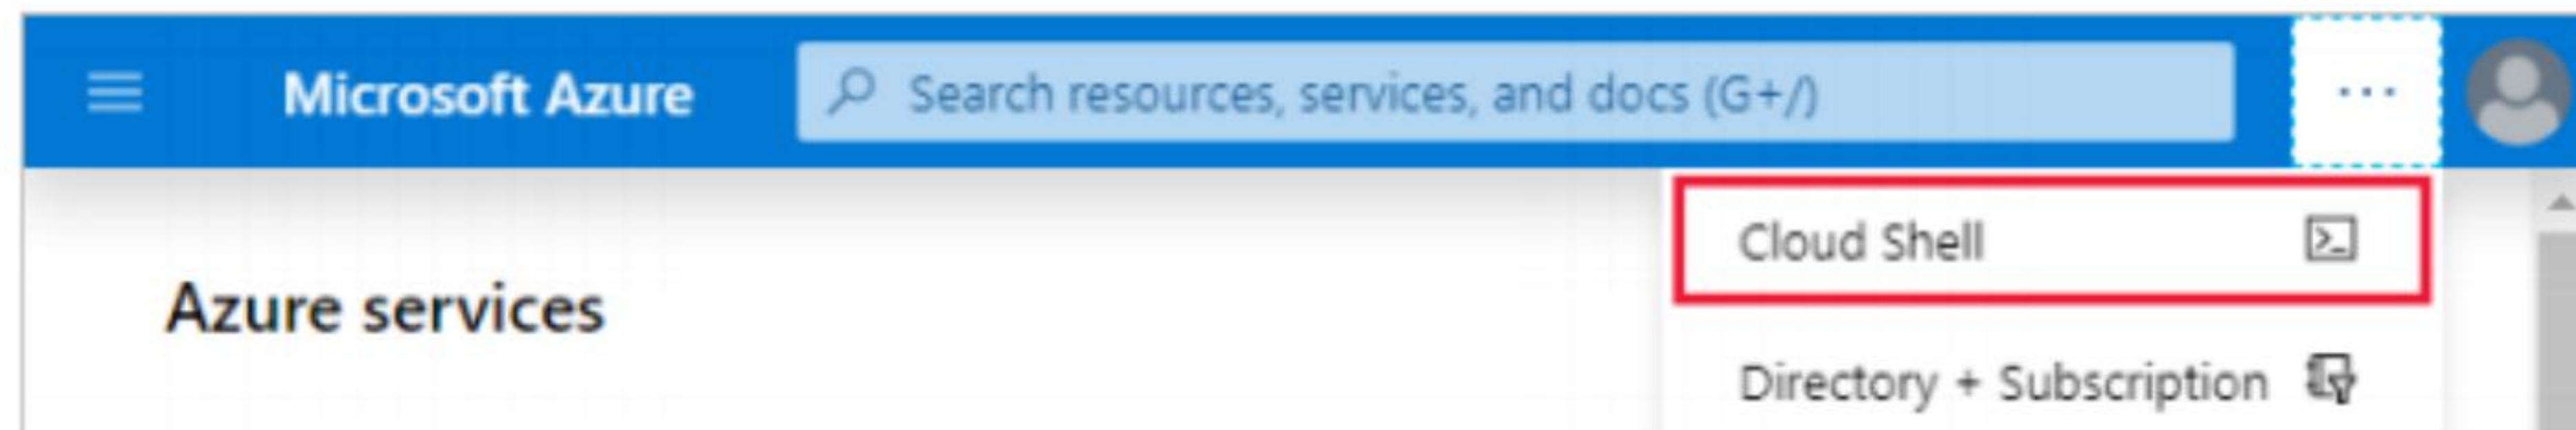 Microsoft Azure
Search resources, services, and docs (G+/)
...
Cloud Shell
Azure services
Directory + Subscription